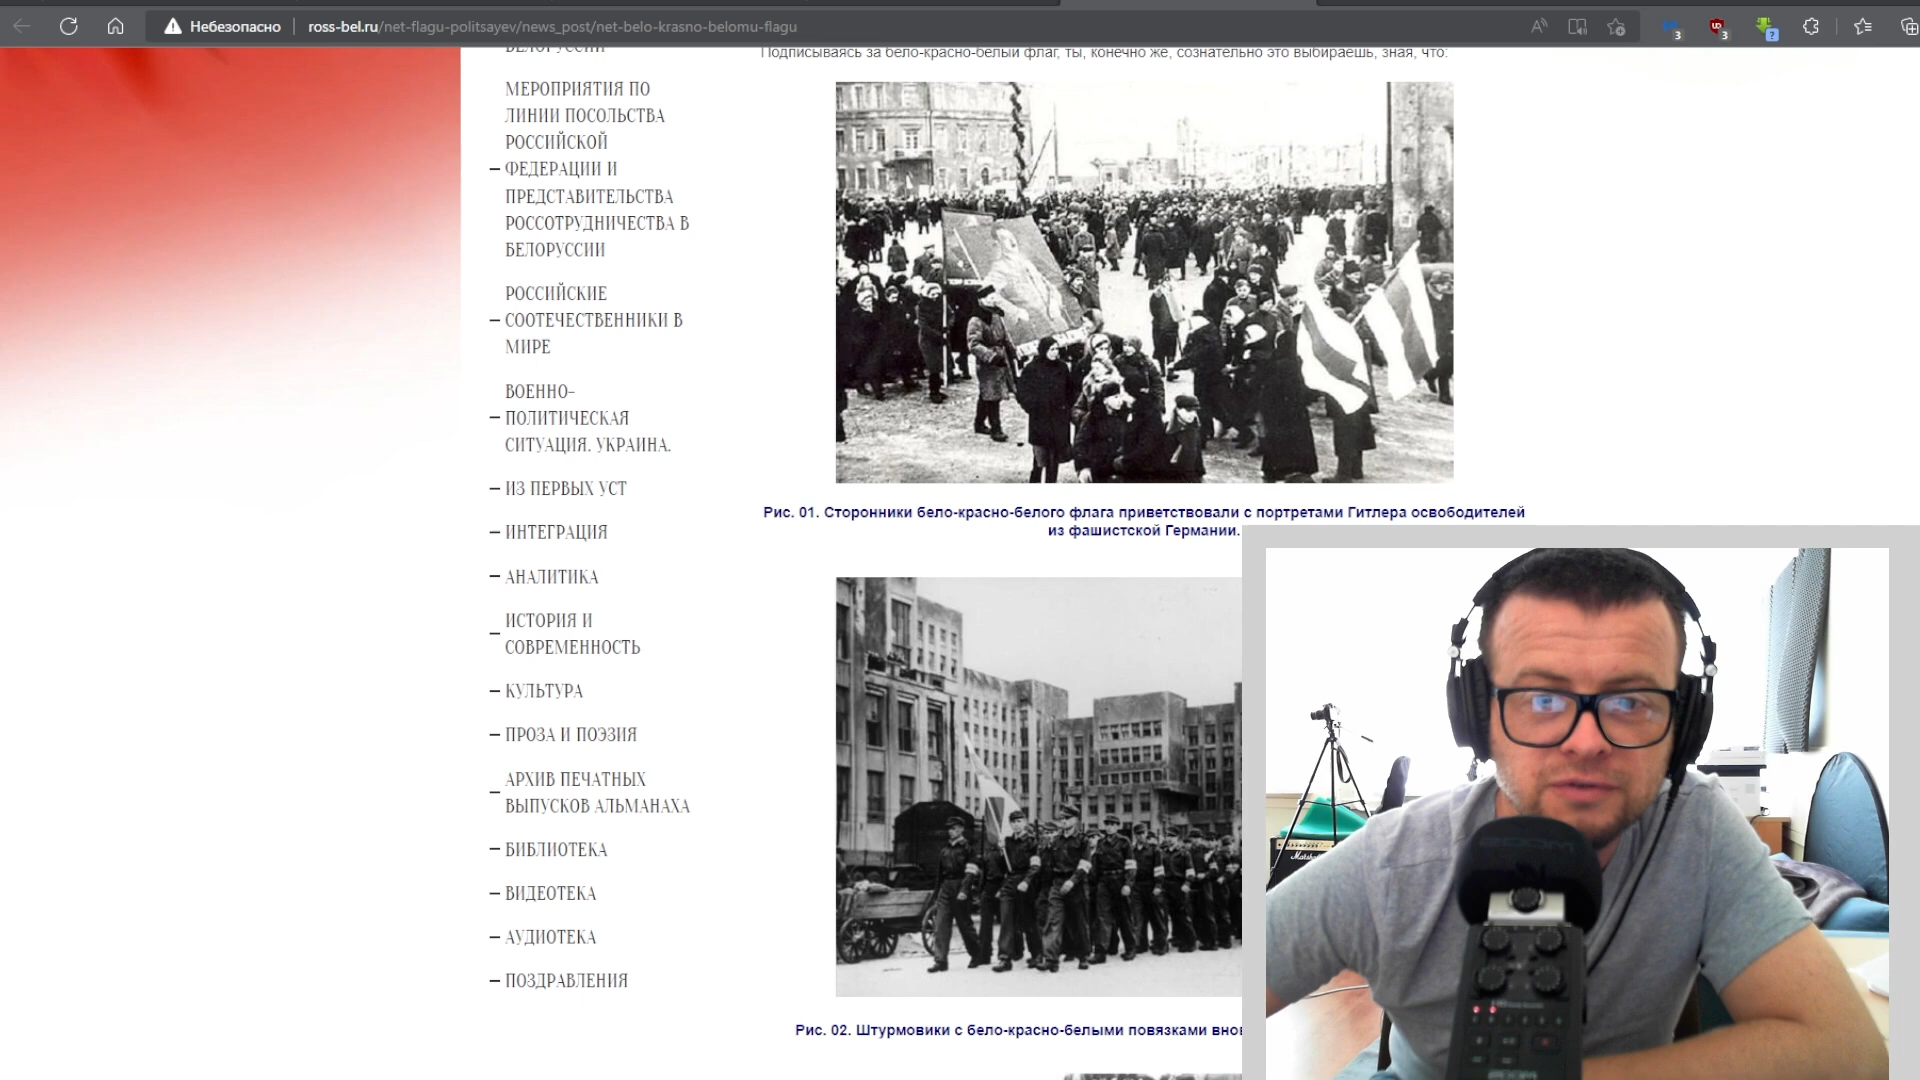 Небезопасно
ross-bel.ru/net-flagu-politsayev/news_post/net-belo-krasno-belomu-flagu
3
3
?
БЕЛОРУССИИ
МЕРОПРИЯТИЯ ПО
ЛИНИИ ПОСОЛЬСТВА
РОССИЙСКОЙ
– ФЕДЕРАЦИИ И
ПРЕДСТАВИТЕЛЬСТВА
РОССОТРУДНИЧЕСТВА В
БЕЛОРУССИИ
РОССИЙСКИЕ
– СООТЕЧЕСТВЕННИКИ В
МИРЕ
ВОЕННО-
– ПОЛИТИЧЕСКАЯ
СИТУАЦИЯ. УКРАИНА.
– ИЗ ПЕРВЫХ УСТ
– ИНТЕГРАЦИЯ
– АНАЛИТИКА
ИСТОРИЯ И
– СОВРЕМЕННОСТЬ
– КУЛЬТУРА
– ПРОЗА И ПОЭЗИЯ
АРХИВ ПЕЧАТНЫХ
– ВЫПУСКОВ АЛЬМАНАХА
– БИБЛИОТЕКА
– ВИДЕОТЕКА
– АУДИОТЕКА
– ПОЗДРАВЛЕНИЯ
Подписываясь за бело-красно-белый флаг, ты, конечно же, сознательно это выбираешь, зная, что:
Рис. 01. Сторонники бело-красно-белого флага приветствовали с портретами Гитлера освободителей
из фашистской Германии.
Рис. 02. Штурмовики с бело-красно-белыми повязками
Marshall